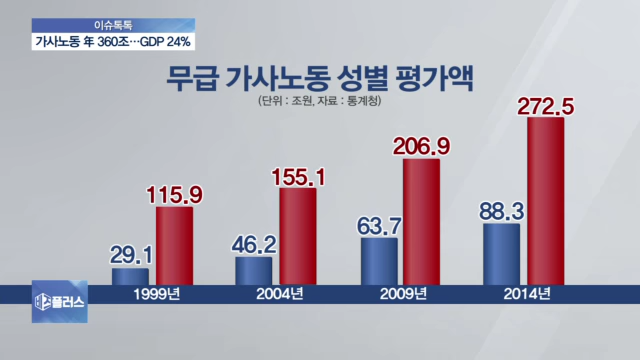 이슈톡톡
가사노동 年 360조…GDP 24%
무급 가사노동 성별 평가액
(단위 : 조원, 자료 : 통계청)
29.1
115.9
46.2
155.1
63.7
206.9
88.3
272.5
1999년
2004년
2009년
2014년
비즈플러스